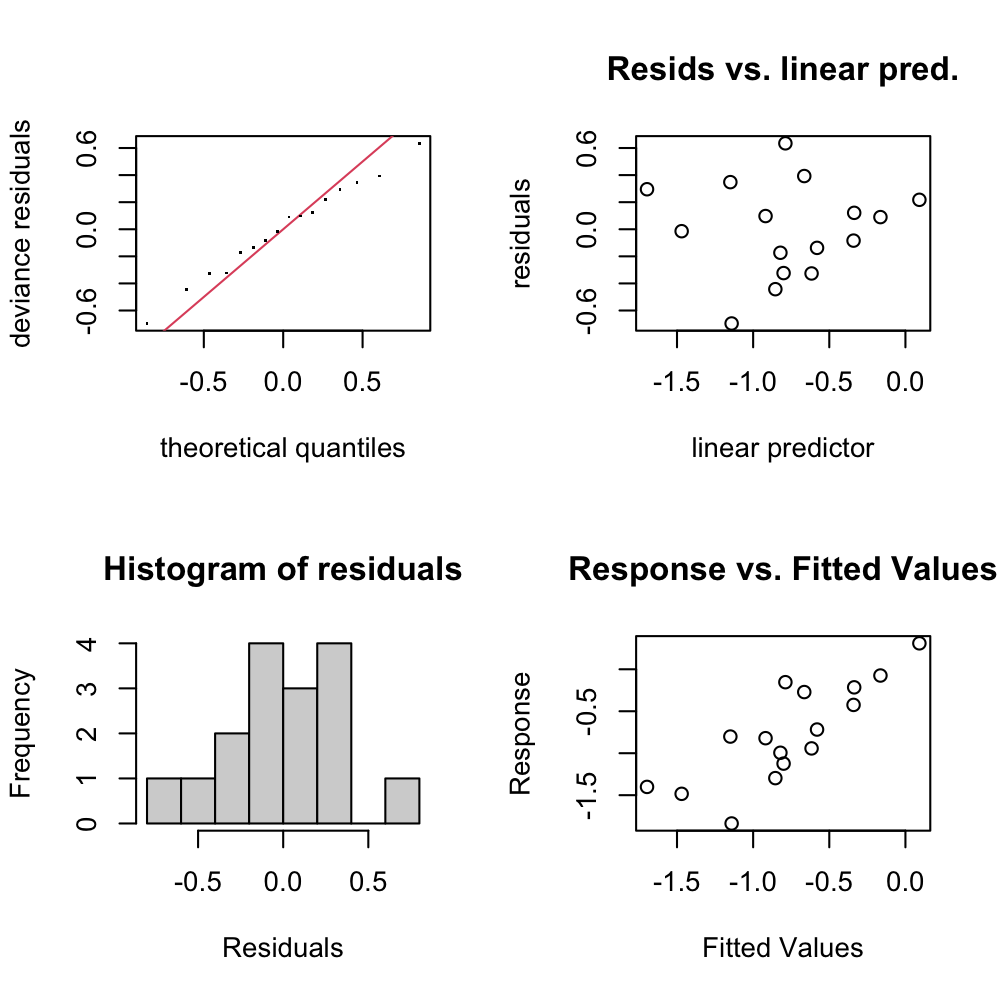 deviance residuals
0.6
0.0
-0.6
-0.5 0.0 0.5
theoretical quantiles
Resids vs. linear pred.
residuals
0.6
0.0
-0.6
-1.5 -1.0 -0.5 0.0
linear predictor
Histogram of residuals
Frequency
4
3
2
1
0
-0.5 0.0 0.5
Residuals
Response vs. Fitted Values
Response
-0.5
-1.5
-1.5 -1.0 -0.5 0.0
Fitted Values